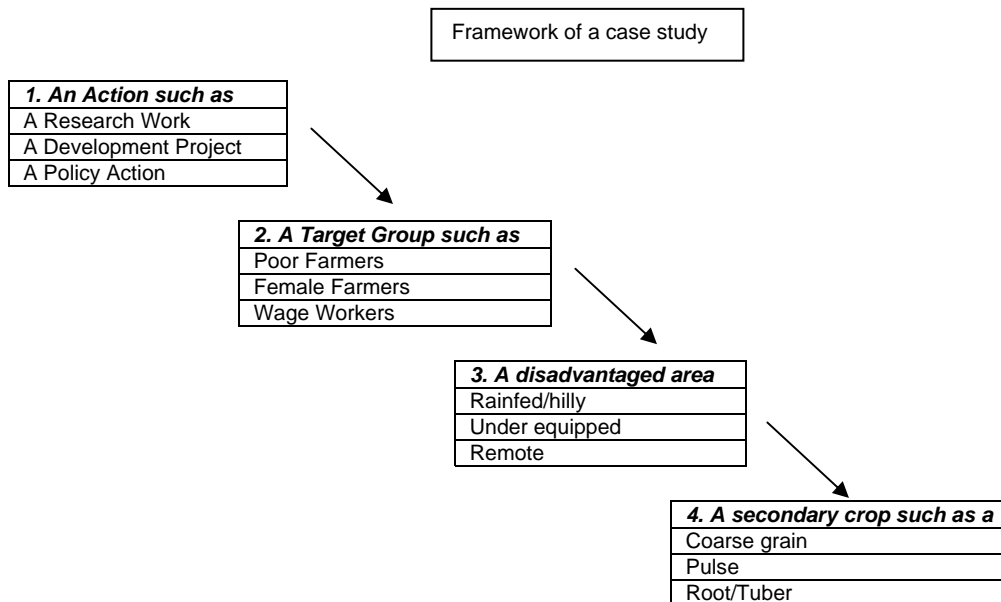 Framework of a case study
1. An Action such as
A Research Work
A Development Project
A Policy Action
2. A Target Group such as
Poor Farmers
Female Farmers
Wage Workers
3. A disadvantaged area
Rainfed/hilly
Under equipped
Remote
4. A secondary crop such as a
Coarse grain
Pulse
Root/Tuber